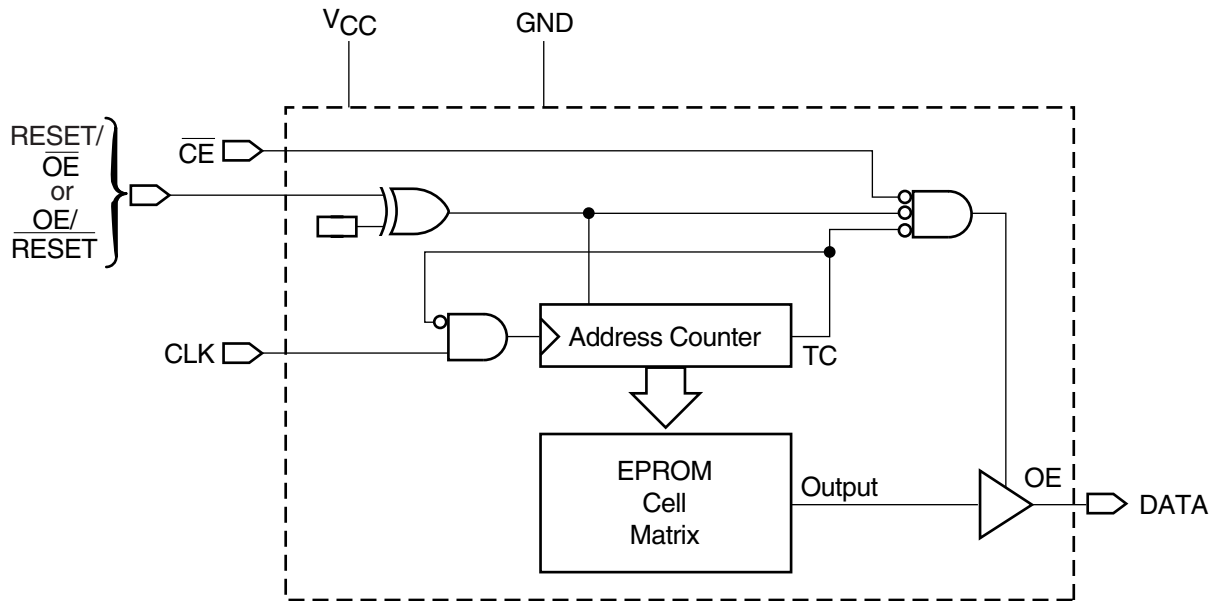 VCC
GND
RESET/
OE
or
OE/
RESET
CE
CLK
Address Counter
TC
EPROM
Cell
Matrix
Output
OE
DATA